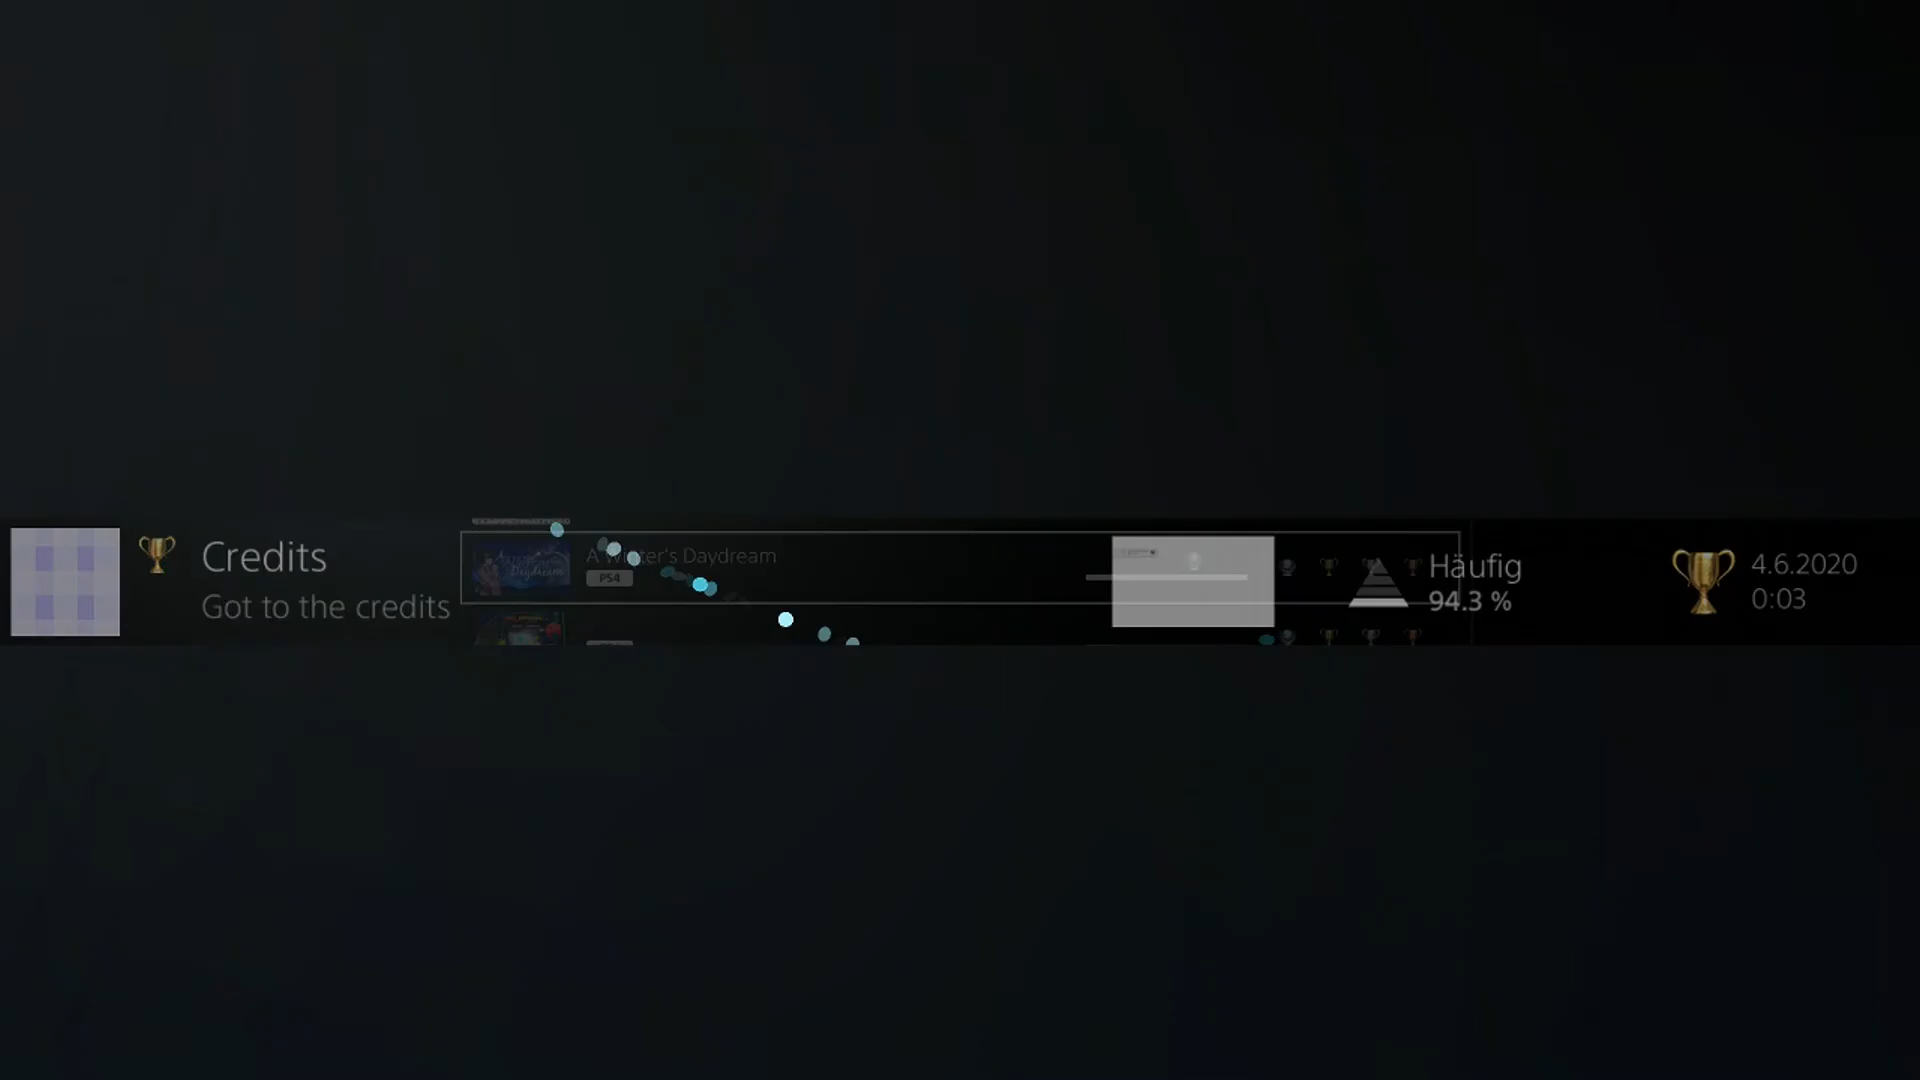 Credits
Got to the credits
A Winter's Daydream
PS4
Häufig
94.3 %
4.6.2020
0:03